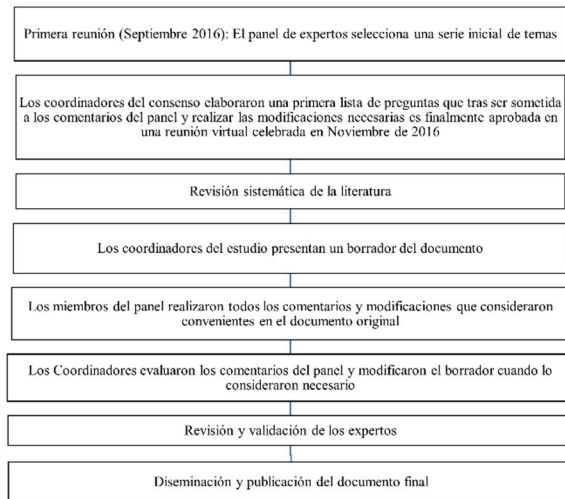 Primera reunión (Septiembre 2016): El panel de expertos selecciona una serie inicial de temas
Los coordinadores del consenso elaboraron una primera lista de preguntas que tras ser sometida
a los comentarios del panel y realizar las modificaciones necesarias es finalmente aprobada en
una reunión virtual celebrada en Noviembre de 2016
Revisión sistemática de la literatura
Los coordinadores del estudio presentan un borrador del documento
Los miembros del panel realizaron todos los comentarios y modificaciones que consideraron
convenientes en el documento original
Los Coordinadores evaluaron los comentarios del panel y modificaron el borrador cuando lo
consideraron necesario
Revisión y validación de los expertos
Diseminación y publicación del documento final